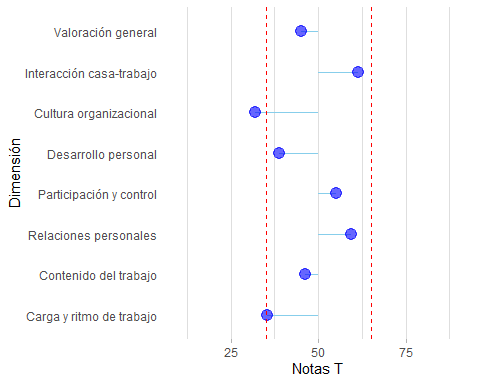 Dimensión
Valoración general
Interacción casa-trabajo
Cultura organizacional
Desarrollo personal
Participación y control
Relaciones personales
Contenido del trabajo
Carga y ritmo de trabajo
25 50 75
Notas T